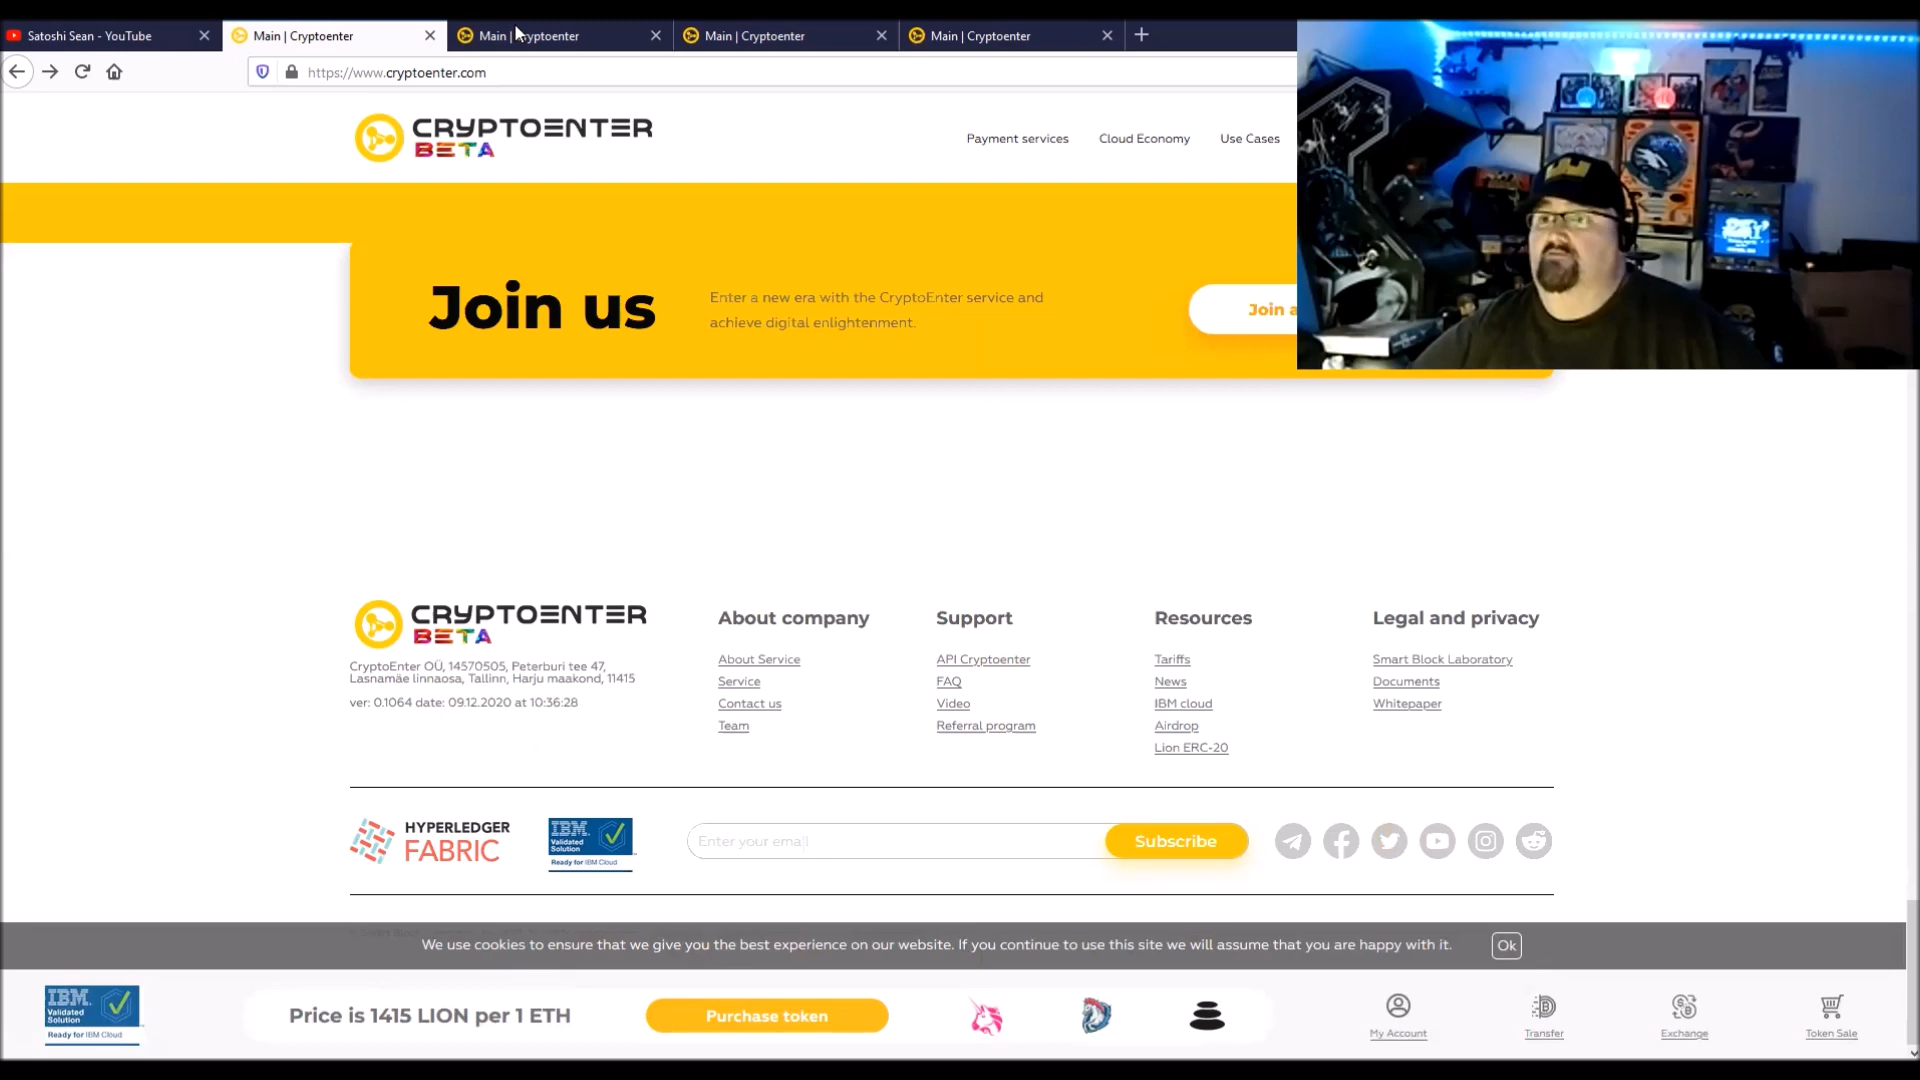 Satoshi Sean - YouTube
Main | Cryptoenter
Main | Cryptoenter
Main | Cryptoenter
https://www.cryptoenter.com
CRYPTOENTER
BETA
Payment services
Cloud Economy
Use Cases
Join us
Enter a new era with the CryptoEnter service and
achieve digital enlightenment.
Join
CRYPTOENTER
BETA
CryptoEnter OÜ, 14570505, Peterburi tee 47,
Lasnamäe linnaosa, Tallinn, Harju maakond, 11415
ver: 0.1064 date: 09.12.2020 at 10:36:28
About company
About Service
Service
Contact us
Team
Support
API Cryptoenter
FAQ
Video
Referral program
Resources
Tariffs
News
IBM cloud
Airdrop
Lion ERC-20
Legal and privacy
Smart Block Laboratory
Documents
Whitepaper
HYPERLEDGER
FABRIC
IBM.
Validated
Solution
Ready for IBM Cloud
Enter your email
Subscribe
We use cookies to ensure that we give you the best experience on our website. If you continue to use this site we will assume that you are happy with it.
Ok
IBM.
Validated
Solution
Ready for IBM Cloud
Price is 1415 LION per 1 ETH
Purchase token
My Account
Transfer
Exchange
Token Sale